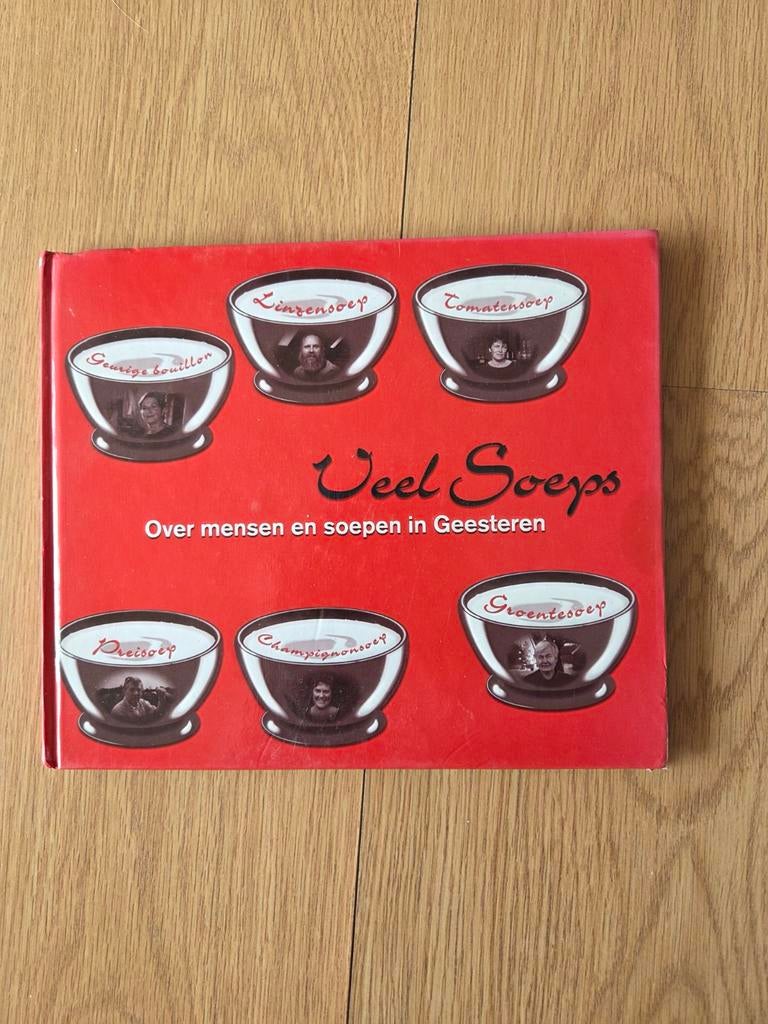 Linzensoep
Tomatensoep
Geurige bouillon
Veel Soeps
Over mensen en soepen in Geesteren
Groentesoep
Preisoep
Champignonsoep